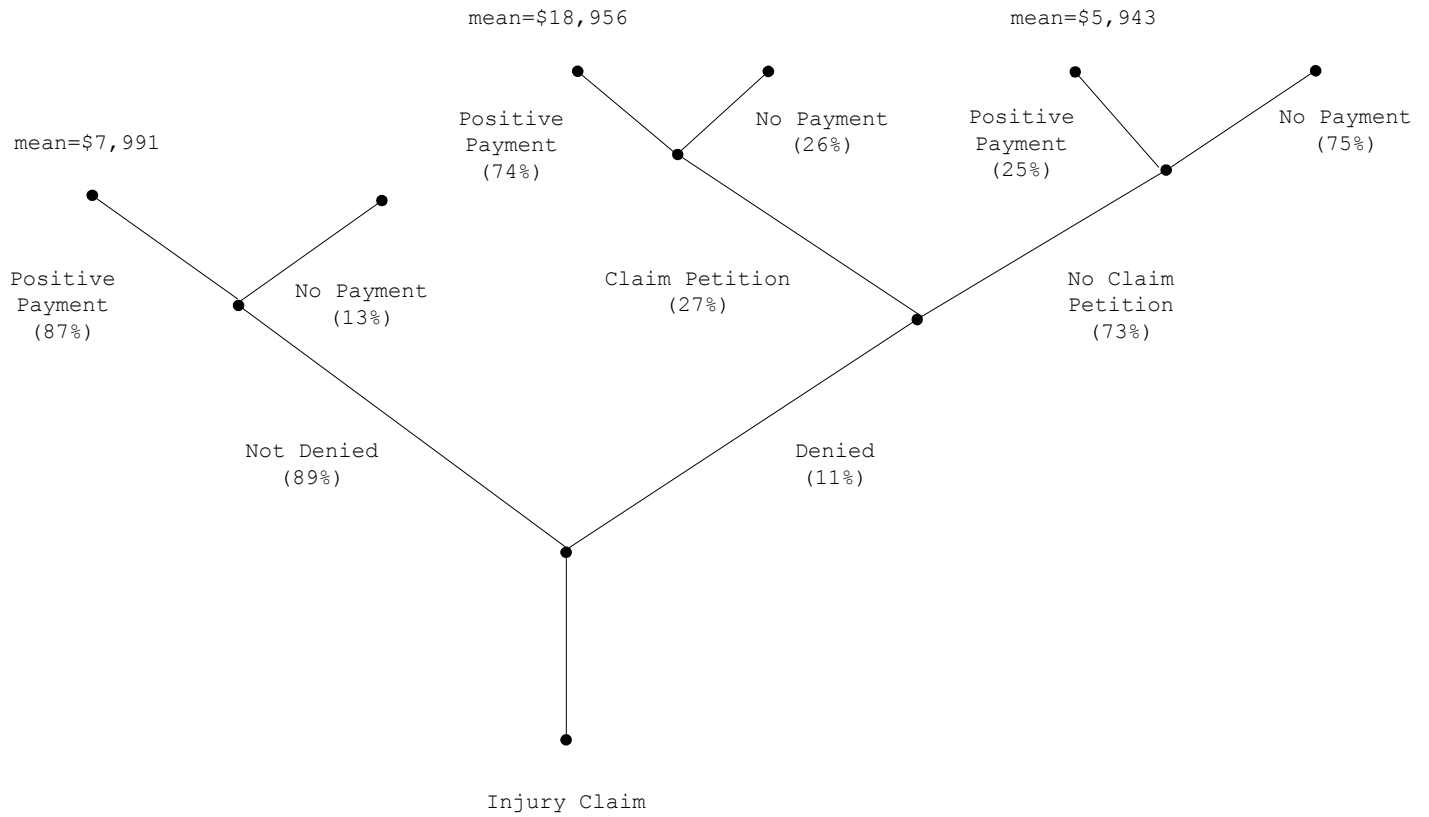 mean=$18,956
mean=$5,943
Positive
Payment
(74%)
No Payment
(26%)
Positive
Payment
(25%)
No Payment
(75%)
mean=$7,991
Positive
Payment
(87%)
No Payment
(13%)
Claim Petition
(27%)
No Claim
Petition
(73%)
Not Denied
(89%)
Denied
(11%)
Injury Claim